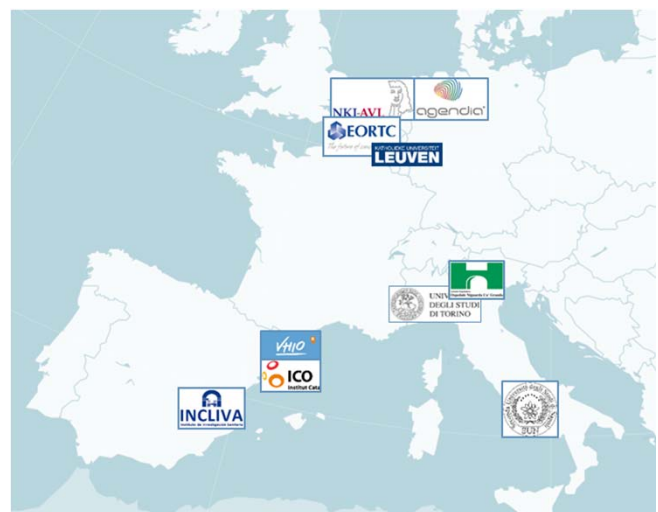 NKI-AVL
agendia
EORTC
The future of
KATHOLIEKE UNIVERSITEIT
LEUVEN
UNIV
DEGLI STUDI
DI TORINO
VHIO
ICO
Institut Cata
INCLIVA
SUN